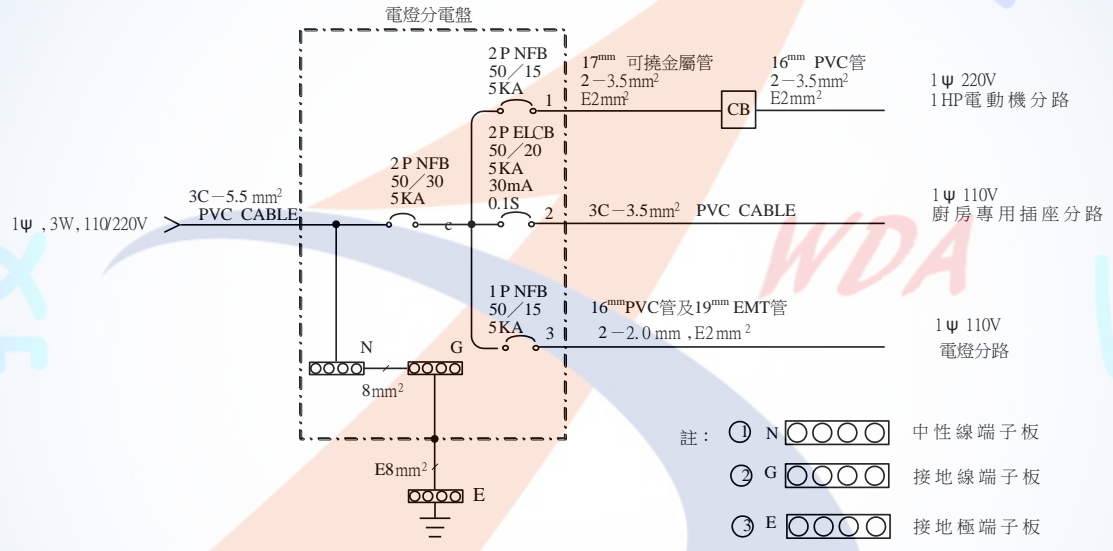 電燈分電盤
2P NFB
50／15
5KA
1
17mm 可撓金屬管
2－3.5mm²
E2mm²
CB
16mm PVC管
2－3.5mm²
E2mm²
1ψ 220V
1HP電動機分路
2P ELCB
50／20
5KA
30mA
0.1S
2
2P NFB
50／30
5KA
c
3C－5.5 mm²
PVC CABLE
1ψ , 3W, 110/220V
3C－3.5mm² PVC CABLE
1ψ 110V
廚房專用插座分路
WDA
1P NFB
50／15
5KA
3
16mmPVC管及19mm EMT管
2－2.0 mm , E2mm²
1ψ 110V
電燈分路
N
G
8mm²
E8mm²
E
註： ① N 中性線端子板
② G 接地線端子板
③ E 接地極端子板